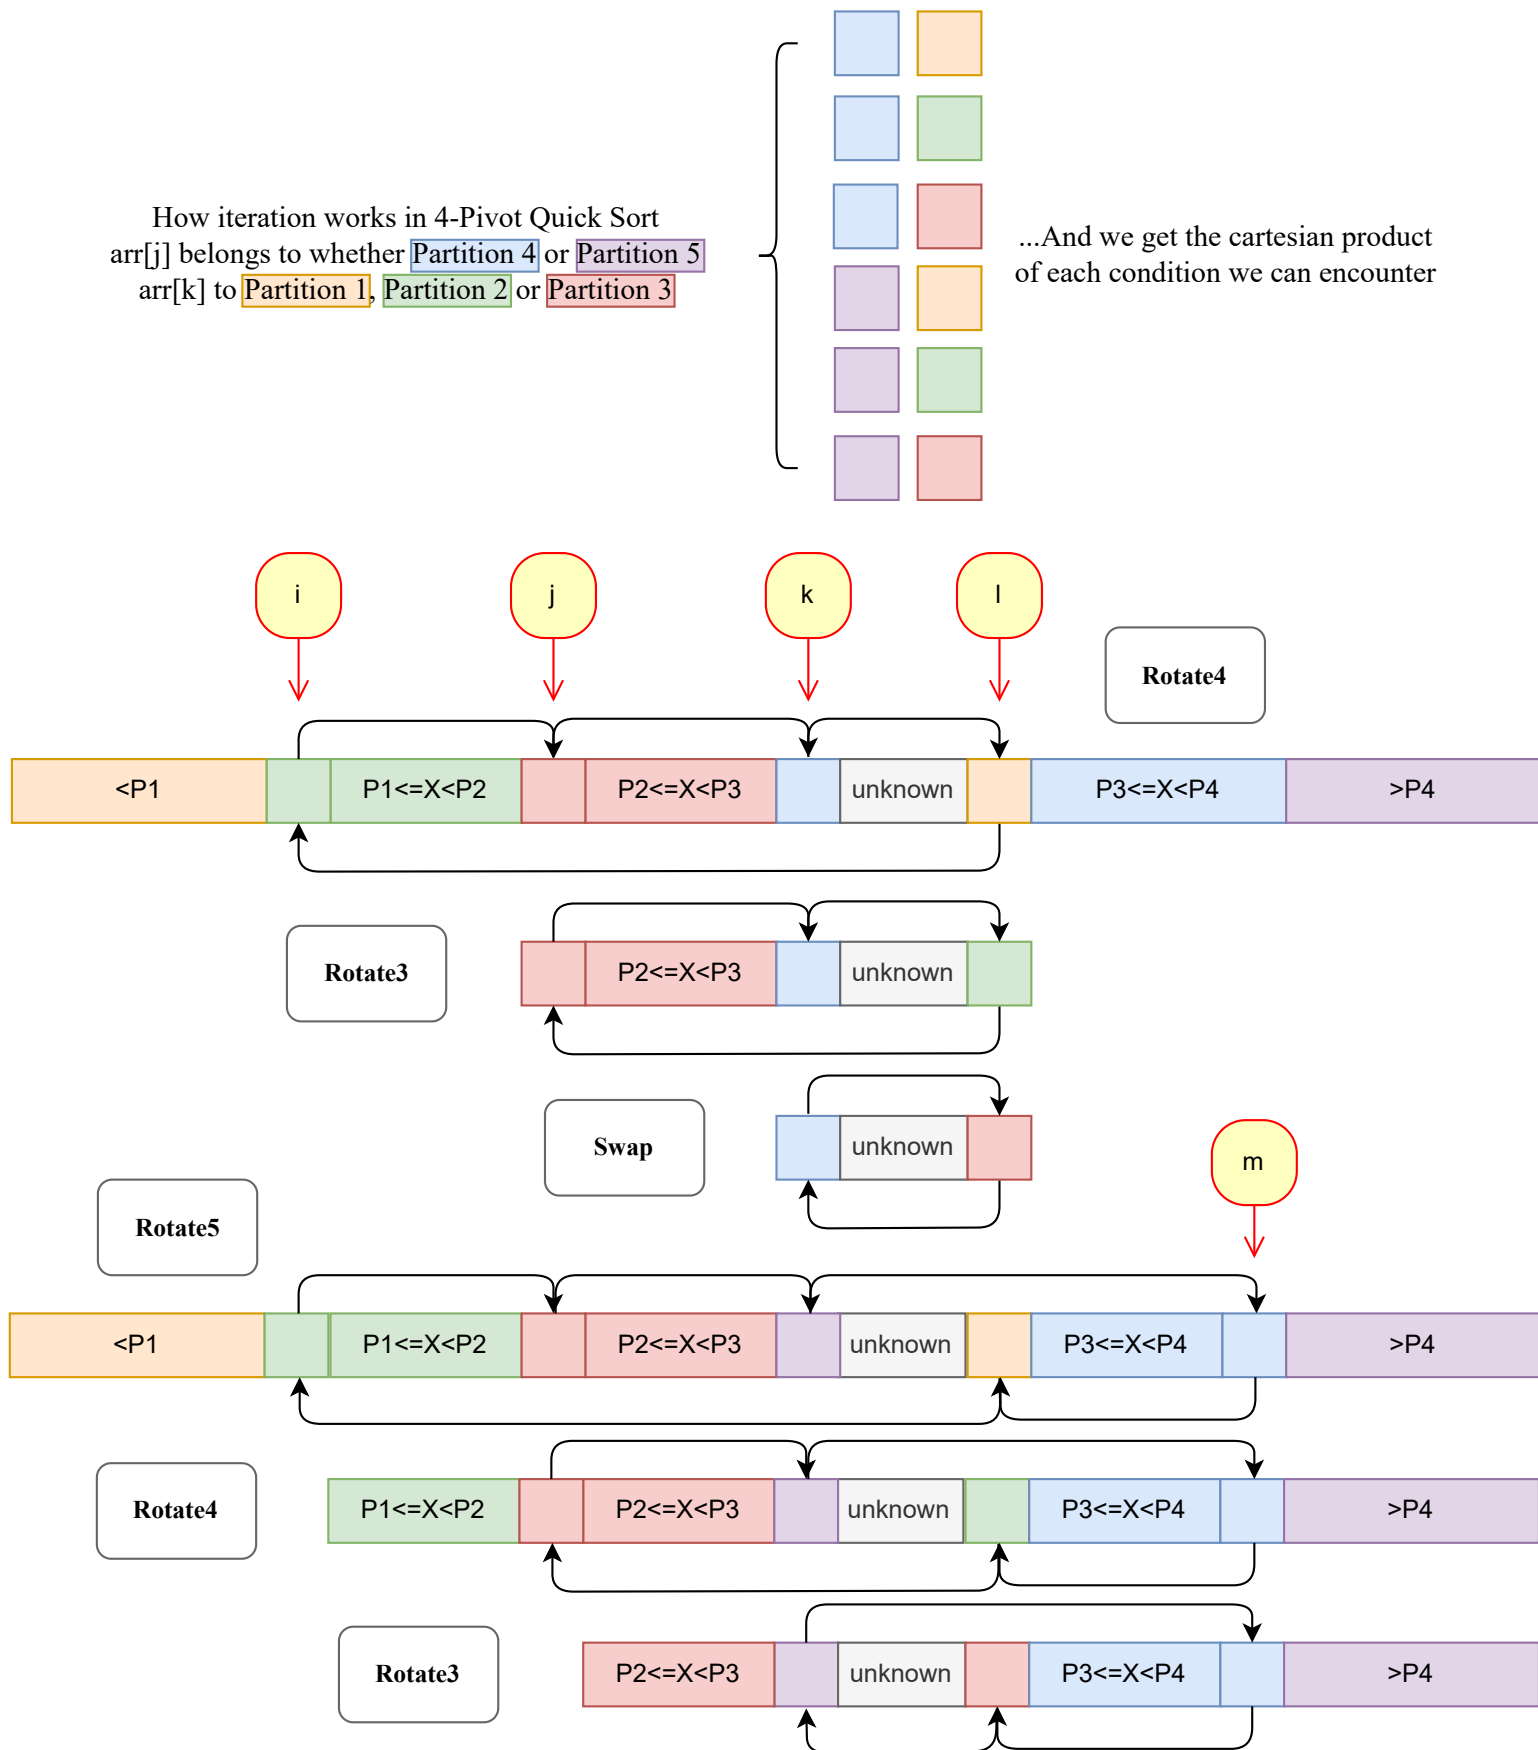 How iteration works in 4-Pivot Quick Sort
arr[j] belongs to whether Partition 4 or Partition 5
arr[k] to Partition 1, Partition 2 or Partition 3
...And we get the cartesian product
of each condition we can encounter
i
j
k
l
Rotate4
<P1
P1<=X<P2
P2<=X<P3
unknown
P3<=X<P4
>P4
Rotate3
P2<=X<P3
unknown
Swap
unknown
m
Rotate5
<P1
P1<=X<P2
P2<=X<P3
unknown
P3<=X<P4
>P4
Rotate4
P1<=X<P2
P2<=X<P3
unknown
P3<=X<P4
>P4
Rotate3
P2<=X<P3
unknown
P3<=X<P4
>P4